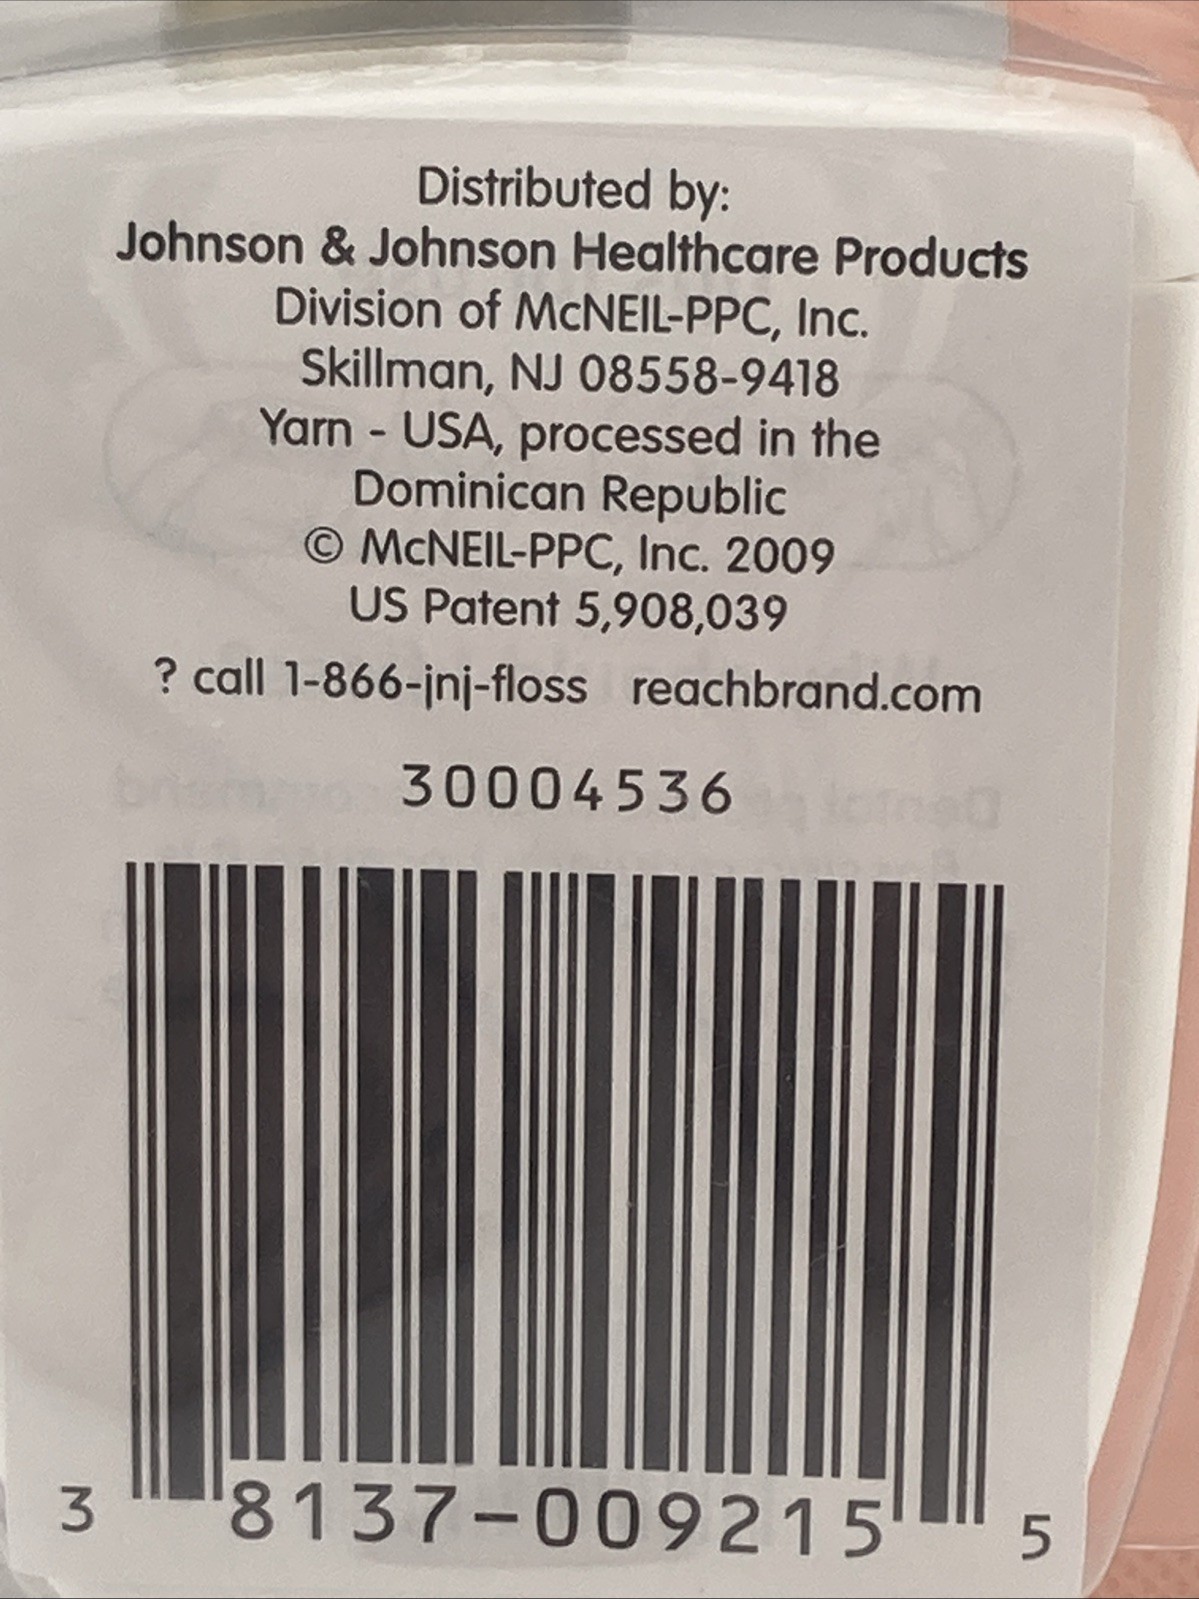 Distributed by:
Johnson & Johnson Healthcare Products
Division of McNEIL-PPC, Inc.
Skillman, NJ 08558-9418
Yarn - USA, processed in the
Dominican Republic
© McNEIL-PPC, Inc. 2009
US Patent 5,908,039
? call 1-866-jnj-floss reachbrand.com
30004536
3 8137-009215 5